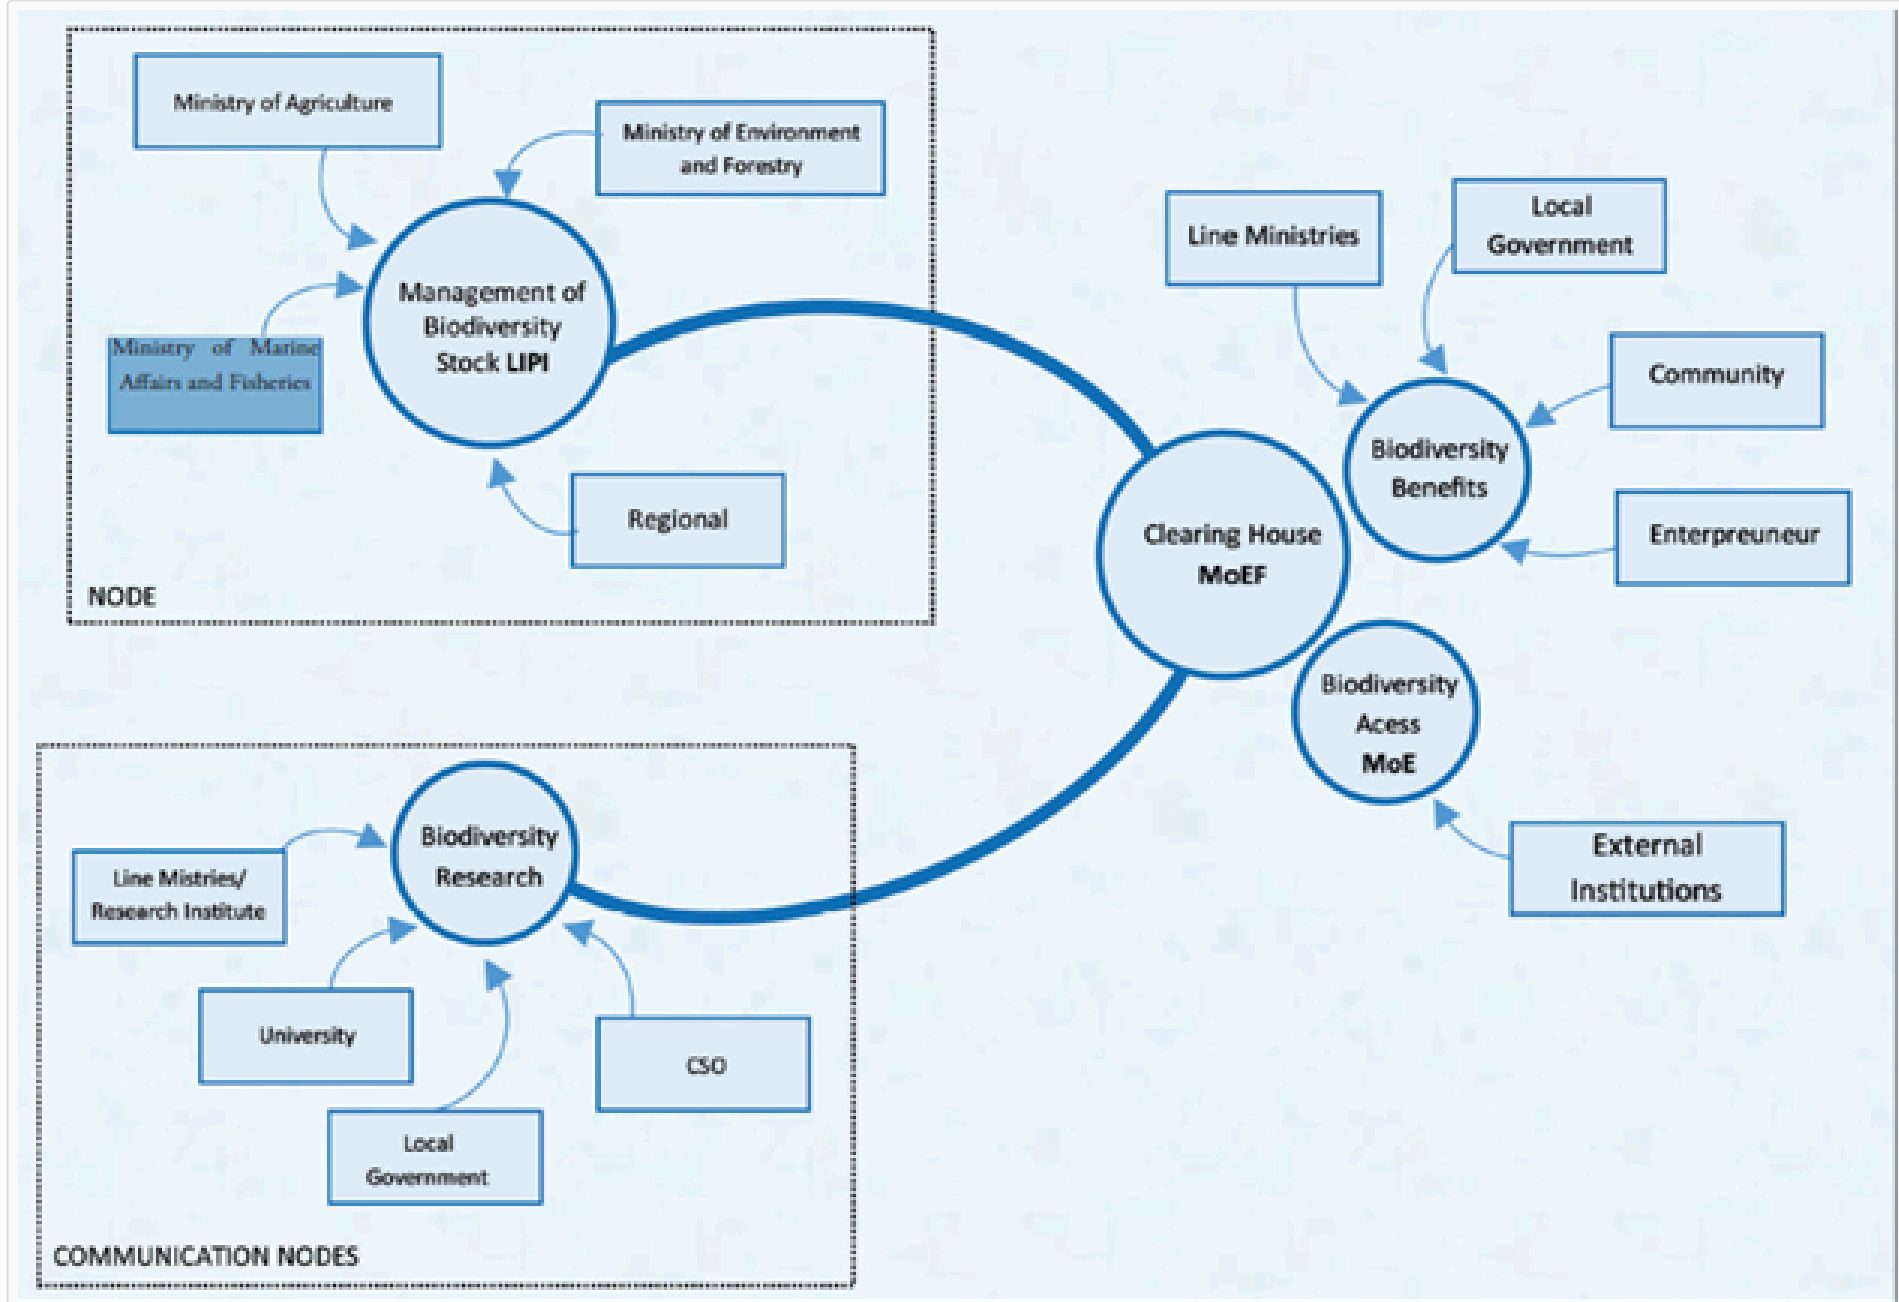 Ministry of Agriculture
Ministry of Environment
and Forestry
Management of
Biodiversity
Stock LIPI
Ministry of Marine
Affairs and Fisheries
Regional
NODE
Line Ministries
Local
Government
Community
Biodiversity
Benefits
Enterpreuneur
Clearing House
MoEF
Biodiversity
Acess
MoE
External
Institutions
Biodiversity
Research
Line Mistries/
Research Institute
University
CSO
Local
Government
COMMUNICATION NODES